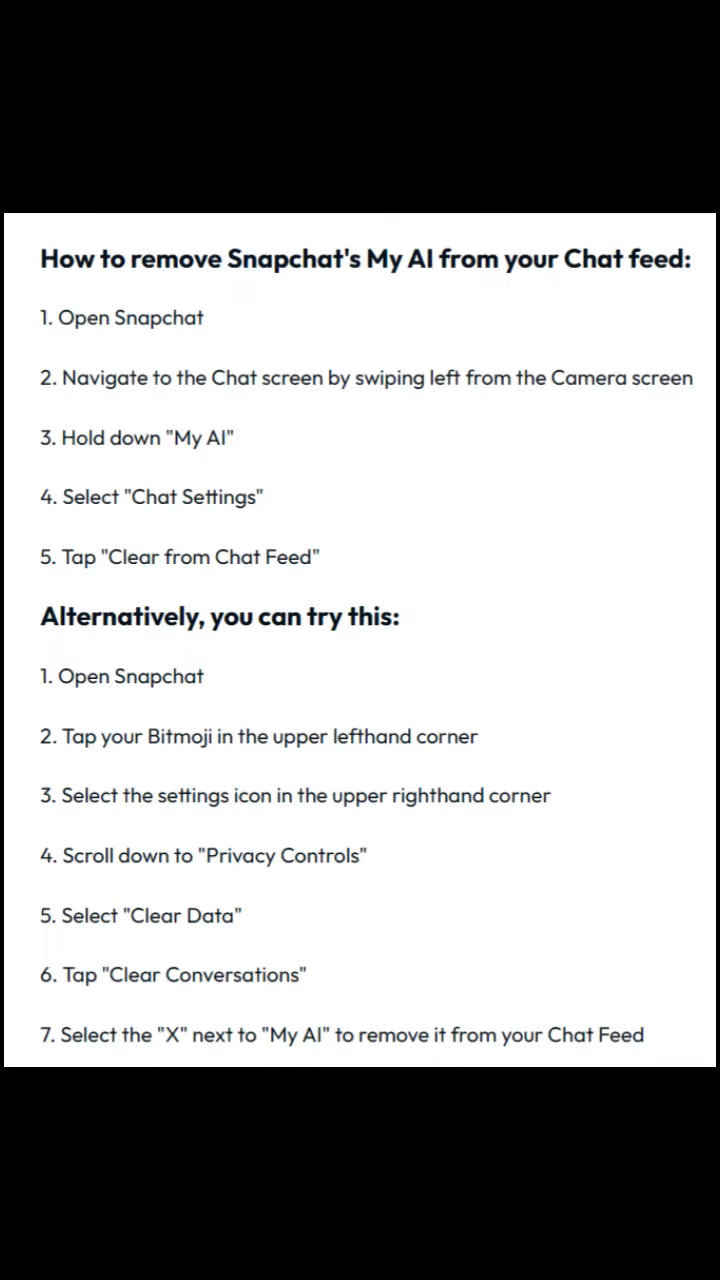 How to remove Snapchat's My AI from your Chat feed:
1. Open Snapchat
2. Navigate to the Chat screen by swiping left from the Camera screen
3. Hold down "My AI"
4. Select "Chat Settings"
5. Tap "Clear from Chat Feed"
Alternatively, you can try this:
1. Open Snapchat
2. Tap your Bitmoji in the upper lefthand corner
3. Select the settings icon in the upper righthand corner
4. Scroll down to "Privacy Controls"
5. Select "Clear Data"
6. Tap "Clear Conversations"
7. Select the "X" next to "My AI" to remove it from your Chat Feed